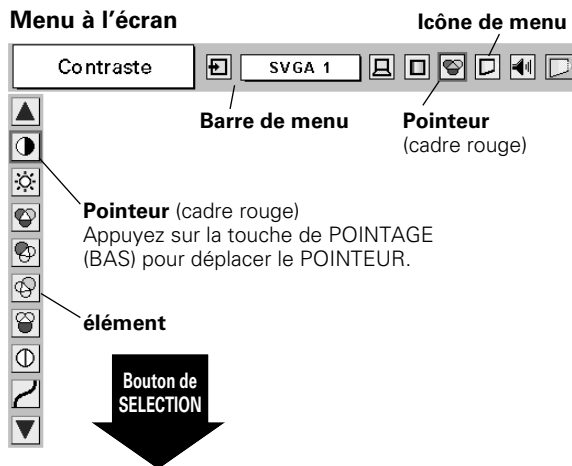 Menu à l'écran
Icône de menu
Contraste
SVGA 1
Barre de menu
Pointeur
(cadre rouge)
Pointeur (cadre rouge)
Appuyez sur la touche de POINTAGE
(BAS) pour déplacer le POINTEUR.
élément
Bouton de
SELECTION